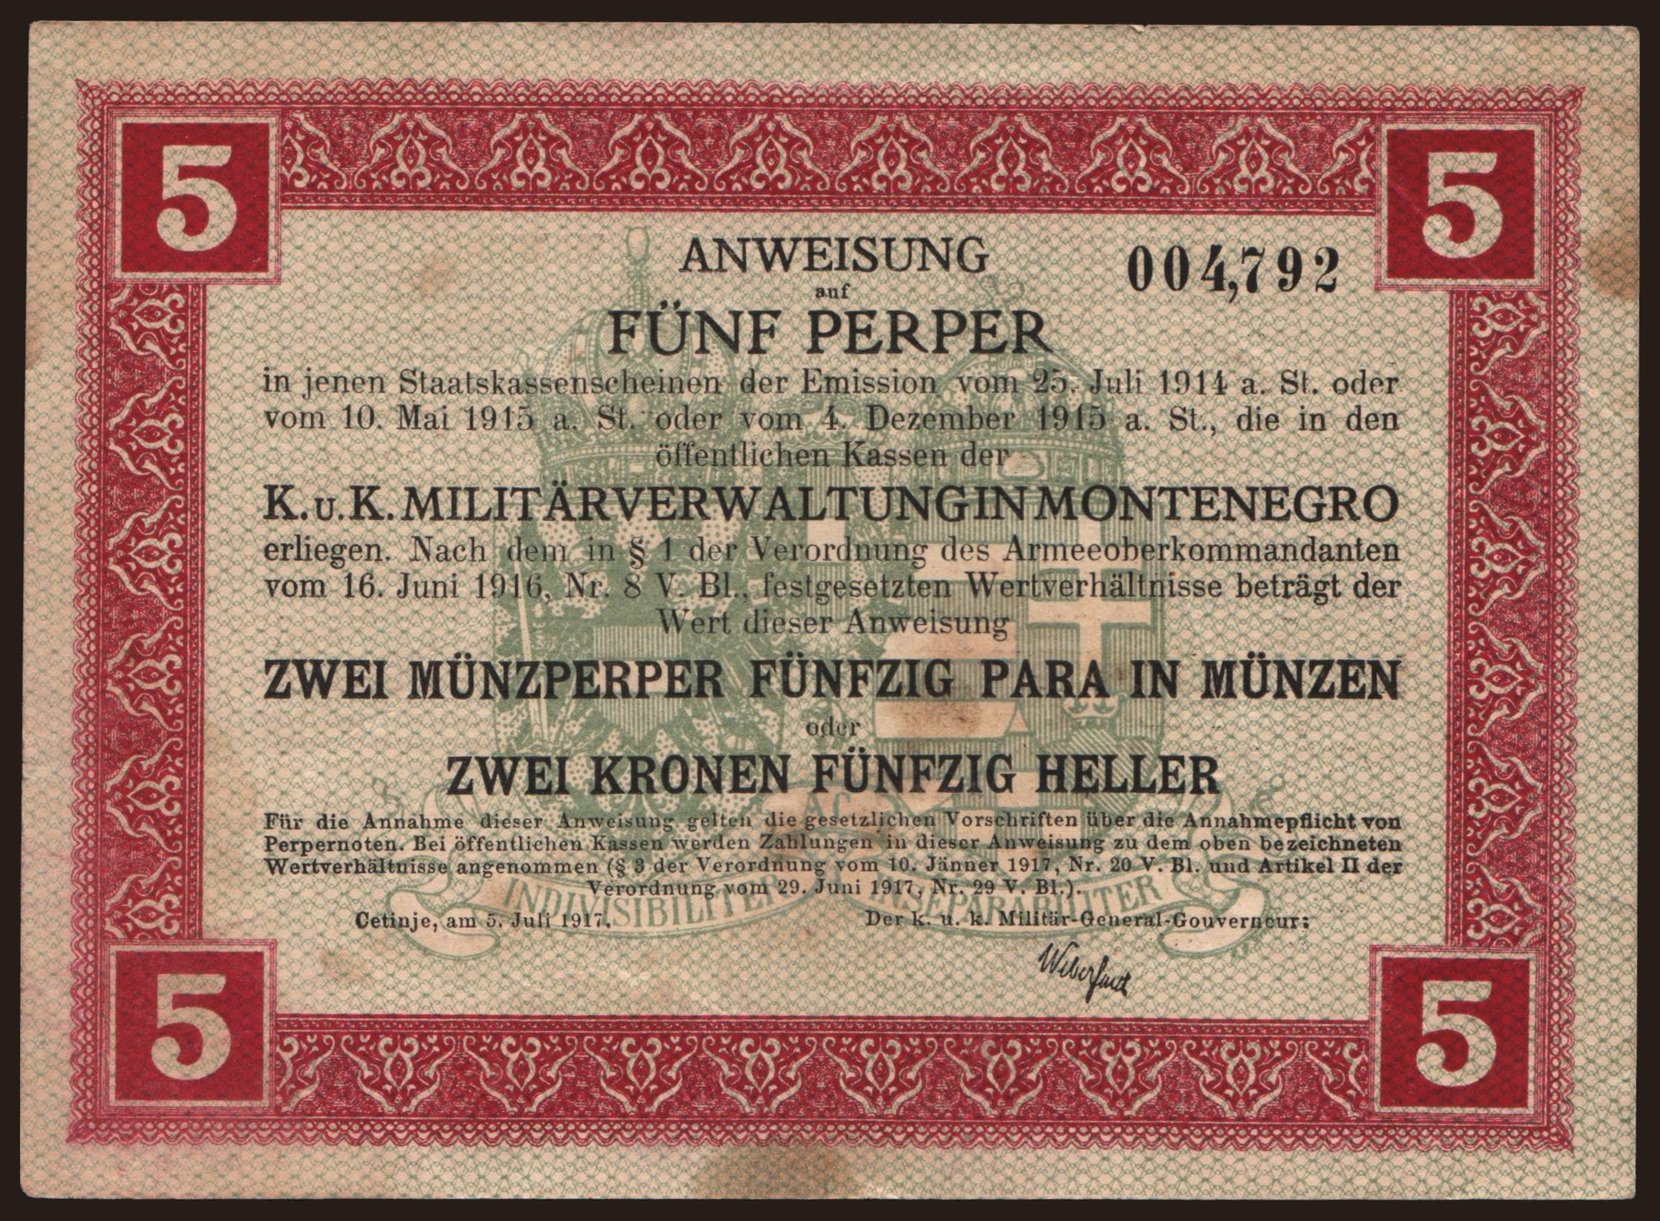 5
5
ANWEISUNG
004,792
auf
FÜNF PERPER
in jenen Staatskassenscheinen der Emission vom 25. Juli 1914 a. St. oder
vom 10. Mai 1915 a. St. oder vom 4. Dezember 1915 a. St., die in den
öffentlichen Kassen der
K. u. K. MILITÄRVERWALTUNG IN MONTENEGRO
erliegen. Nach dem in § 1 der Verordnung des Armeeoberkommandanten
vom 16. Juni 1916, Nr. 8 V. Bl., festgesetzten Wertverhältnisse beträgt der
Wert dieser Anweisung
ZWEI MÜNZPERPER FÜNFZIG PARA IN MÜNZEN
oder
ZWEI KRONEN FÜNFZIG HELLER
Für die Annahme dieser Anweisung gelten die gesetzlichen Vorschriften über die Annahmepflicht von
Perpernoten. Bei öffentlichen Kassen werden Zahlungen in dieser Anweisung zu dem oben bezeichneten
Wertverhältnisse angenommen (§ 3 der Verordnung vom 10. Jänner 1917, Nr. 20 V. Bl. und Artikel II der
Verordnung vom 29. Juni 1917, Nr. 29 V. Bl.).
INDIVISIBILITER AC INSEPARABILITER
Cetinje, am 5. Juli 1917.
Der k. u. k. Militär-General-Gouverneur:
5
5